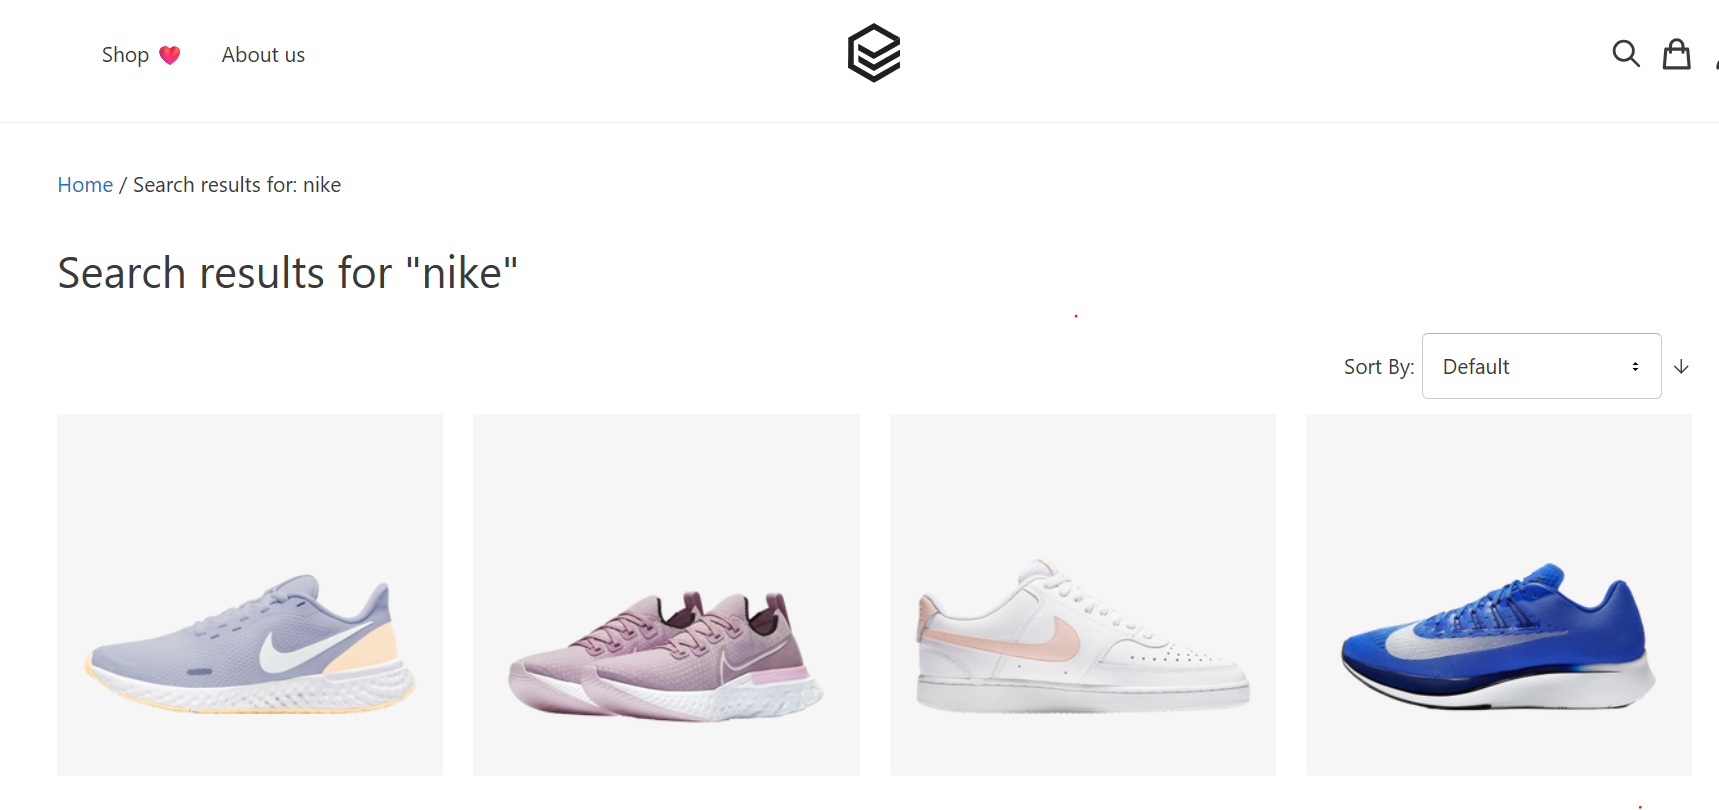 Shop ❤️ About us
Home / Search results for: nike
Search results for "nike"
Sort By: Default